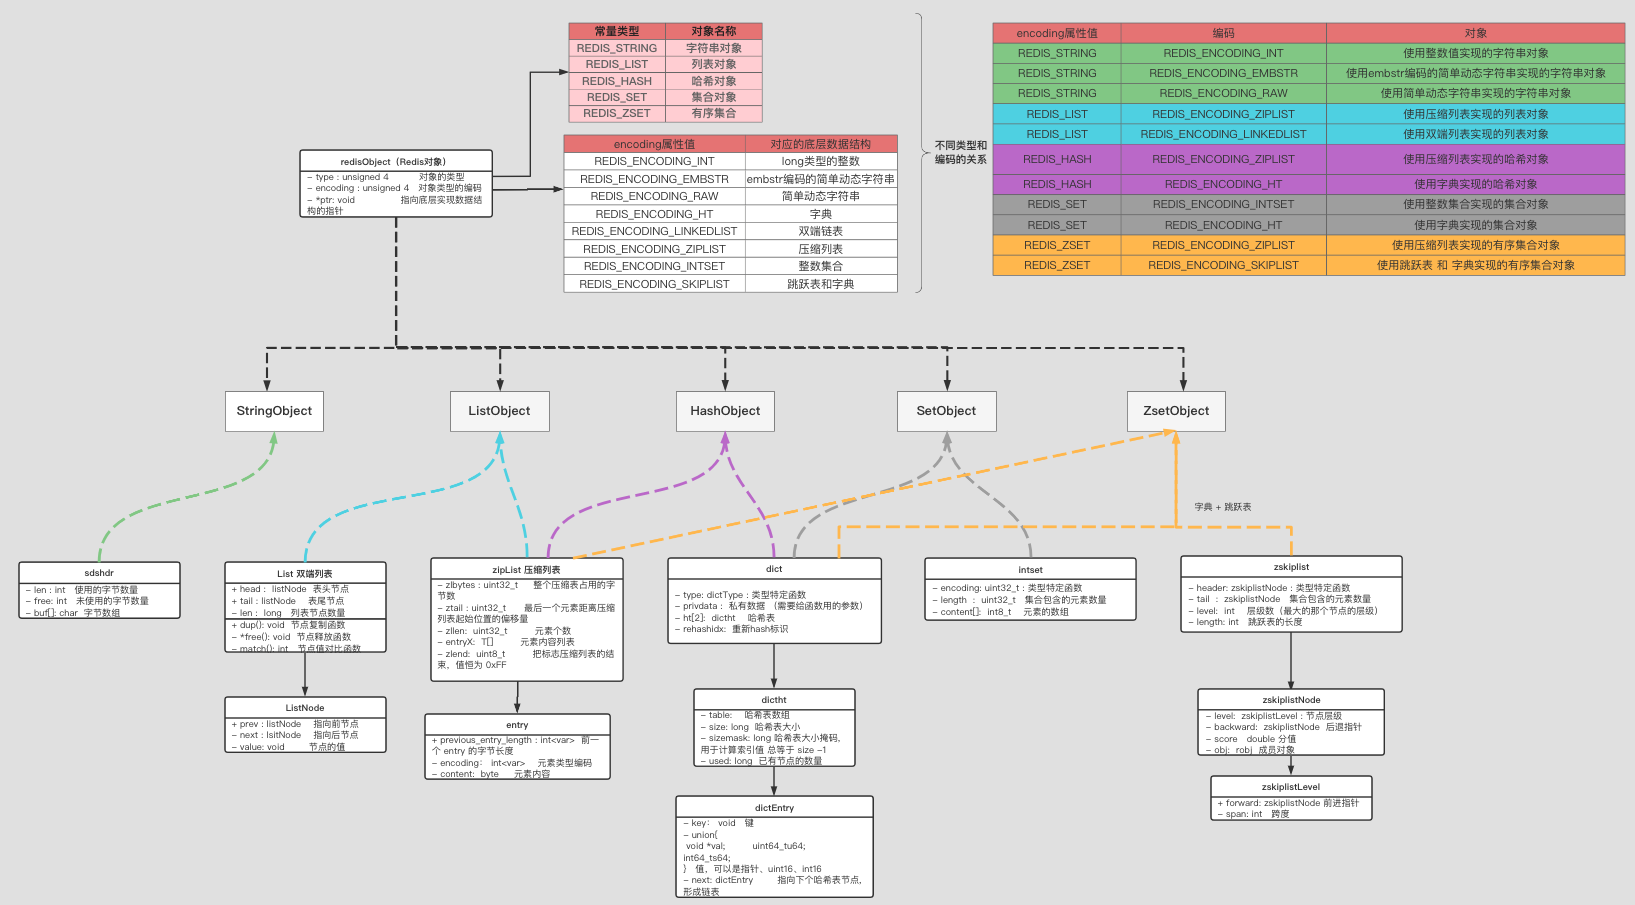 常量类型 对象名称
REDIS_STRING 字符串对象
REDIS_LIST 列表对象
REDIS_HASH 哈希对象
REDIS_SET 集合对象
REDIS_ZSET 有序集合
encoding属性值 对应的底层数据结构
REDIS_ENCODING_INT long类型的整数
REDIS_ENCODING_EMBSTR embstr编码的简单动态字符串
REDIS_ENCODING_RAW 简单动态字符串
REDIS_ENCODING_HT 字典
REDIS_ENCODING_LINKEDLIST 双端链表
REDIS_ENCODING_ZIPLIST 压缩列表
REDIS_ENCODING_INTSET 整数集合
REDIS_ENCODING_SKIPLIST 跳跃表和字典
不同类型和
编码的关系
encoding属性值 编码 对象
REDIS_STRING REDIS_ENCODING_INT 使用整数值实现的字符串对象
REDIS_STRING REDIS_ENCODING_EMBSTR 使用embstr编码的简单动态字符串实现的字符串对象
REDIS_STRING REDIS_ENCODING_RAW 使用简单动态字符串实现的字符串对象
REDIS_LIST REDIS_ENCODING_ZIPLIST 使用压缩列表实现的列表对象
REDIS_LIST REDIS_ENCODING_LINKEDLIST 使用双端列表实现的列表对象
REDIS_HASH REDIS_ENCODING_ZIPLIST 使用压缩列表实现的哈希对象
REDIS_HASH REDIS_ENCODING_HT 使用字典实现的哈希对象
REDIS_SET REDIS_ENCODING_INTSET 使用整数集合实现的集合对象
REDIS_SET REDIS_ENCODING_HT 使用字典实现的集合对象
REDIS_ZSET REDIS_ENCODING_ZIPLIST 使用压缩列表实现的有序集合对象
REDIS_ZSET REDIS_ENCODING_SKIPLIST 使用跳跃表 和 字典实现的有序集合对象
redisObject（Redis对象）
– type : unsigned 4 对象的类型
– encoding : unsigned 4 对象类型的编码
– *ptr: void 指向底层实现数据结
构的指针
StringObject
ListObject
HashObject
SetObject
ZsetObject
字典 + 跳跃表
sdshdr
– len : int 使用的字节数量
– free: int 未使用的字节数量
– buf[]: char 字节数组
List 双端列表
+ head : listNode 表头节点
+ tail : listNode 表尾节点
– len : long 列表节点数量
+ dup(): void 节点复制函数
– *free(): void 节点释放函数
– match(): int 节点值对比函数
ListNode
+ prev : listNode 指向前节点
– next : lsitNode 指向后节点
– value: void 节点的值
zipList 压缩列表
– zlbytes : uint32_t 整个压缩表占用的字
节数
– ztail : uint32_t 最后一个元素距离压缩
列表起始位置的偏移量
– zllen: uint32_t 元素个数
– entryX: T[] 元素内容列表
– zlend: uint8_t 把标志压缩列表的结
束，值恒为 0xFF
entry
+ previous_entry_length : int<var> 前一
个 entry 的字节长度
– encoding: int<var> 元素类型编码
– content: byte 元素内容
dict
– type: dictType : 类型特定函数
– privdata : 私有数据 (需要给函数用的参数)
– ht[2]: dictht 哈希表
– rehashidx: 重新hash标识
dictht
– table: 哈希表数组
– size: long 哈希表大小
– sizemask: long 哈希表大小掩码,
用于计算索引值 总等于 size –1
– used: long 已有节点的数量
dictEntry
– key: void 键
– union{
void *val; uint64_tu64;
int64_ts64;
} 值，可以是指针、uint16、int16
– next: dictEntry 指向下个哈希表节点,
形成链表
intset
– encoding: uint32_t : 类型特定函数
– length : uint32_t 集合包含的元素数量
– content[]: int8_t 元素的数组
zskiplist
– header: zskiplistNode : 类型特定函数
– tail : zskiplistNode 集合包含的元素数量
– level: int 层级数（最大的那个节点的层级）
– length: int 跳跃表的长度
zskiplistNode
– level: zskiplistLevel : 节点层级
– backward: zskiplistNode 后退指针
– score double 分值
– obj: robj 成员对象
zskiplistLevel
+ forward: zskiplistNode 前进指针
– span: int 跨度